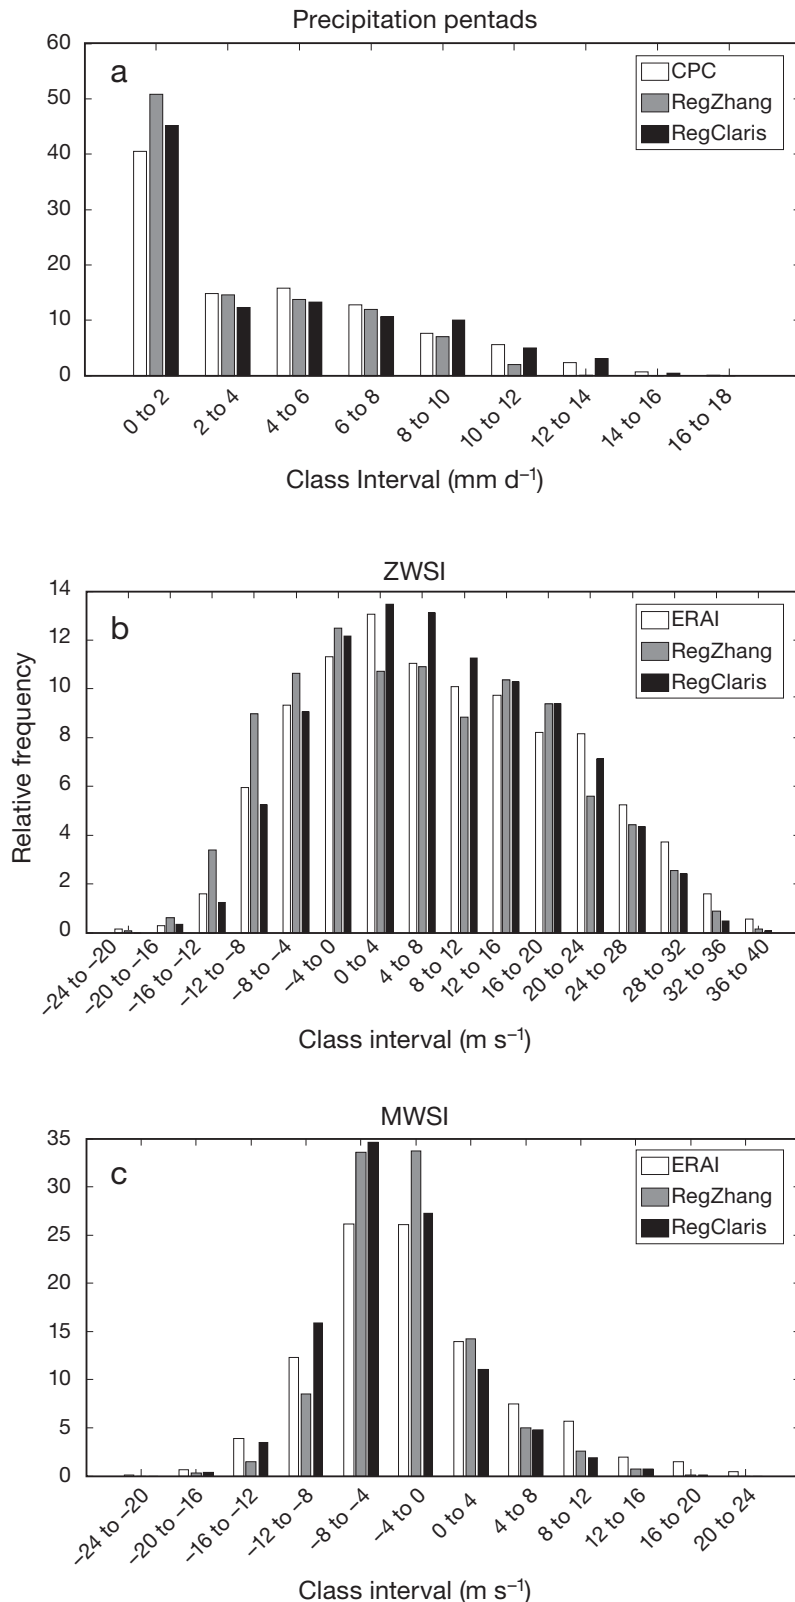 Precipitation pentads
a
60
50
40
30
20
10
0
CPC
RegZhang
RegClaris
0 to 2
2 to 4
4 to 6
6 to 8
8 to 10
10 to 12
12 to 14
14 to 16
16 to 18
Class Interval (mm d⁻¹)
ZWSI
b
14
12
10
8
6
4
2
0
Relative frequency
ERAI
RegZhang
RegClaris
−24 to −20
−20 to −16
−16 to −12
−12 to −8
−8 to −4
−4 to 0
0 to 4
4 to 8
8 to 12
12 to 16
16 to 20
20 to 24
24 to 28
28 to 32
32 to 36
36 to 40
Class interval (m s⁻¹)
MWSI
c
35
30
25
20
15
10
5
0
ERAI
RegZhang
RegClaris
−24 to −20
−20 to −16
−16 to −12
−12 to −8
−8 to −4
−4 to 0
0 to 4
4 to 8
8 to 12
12 to 16
16 to 20
20 to 24
Class interval (m s⁻¹)